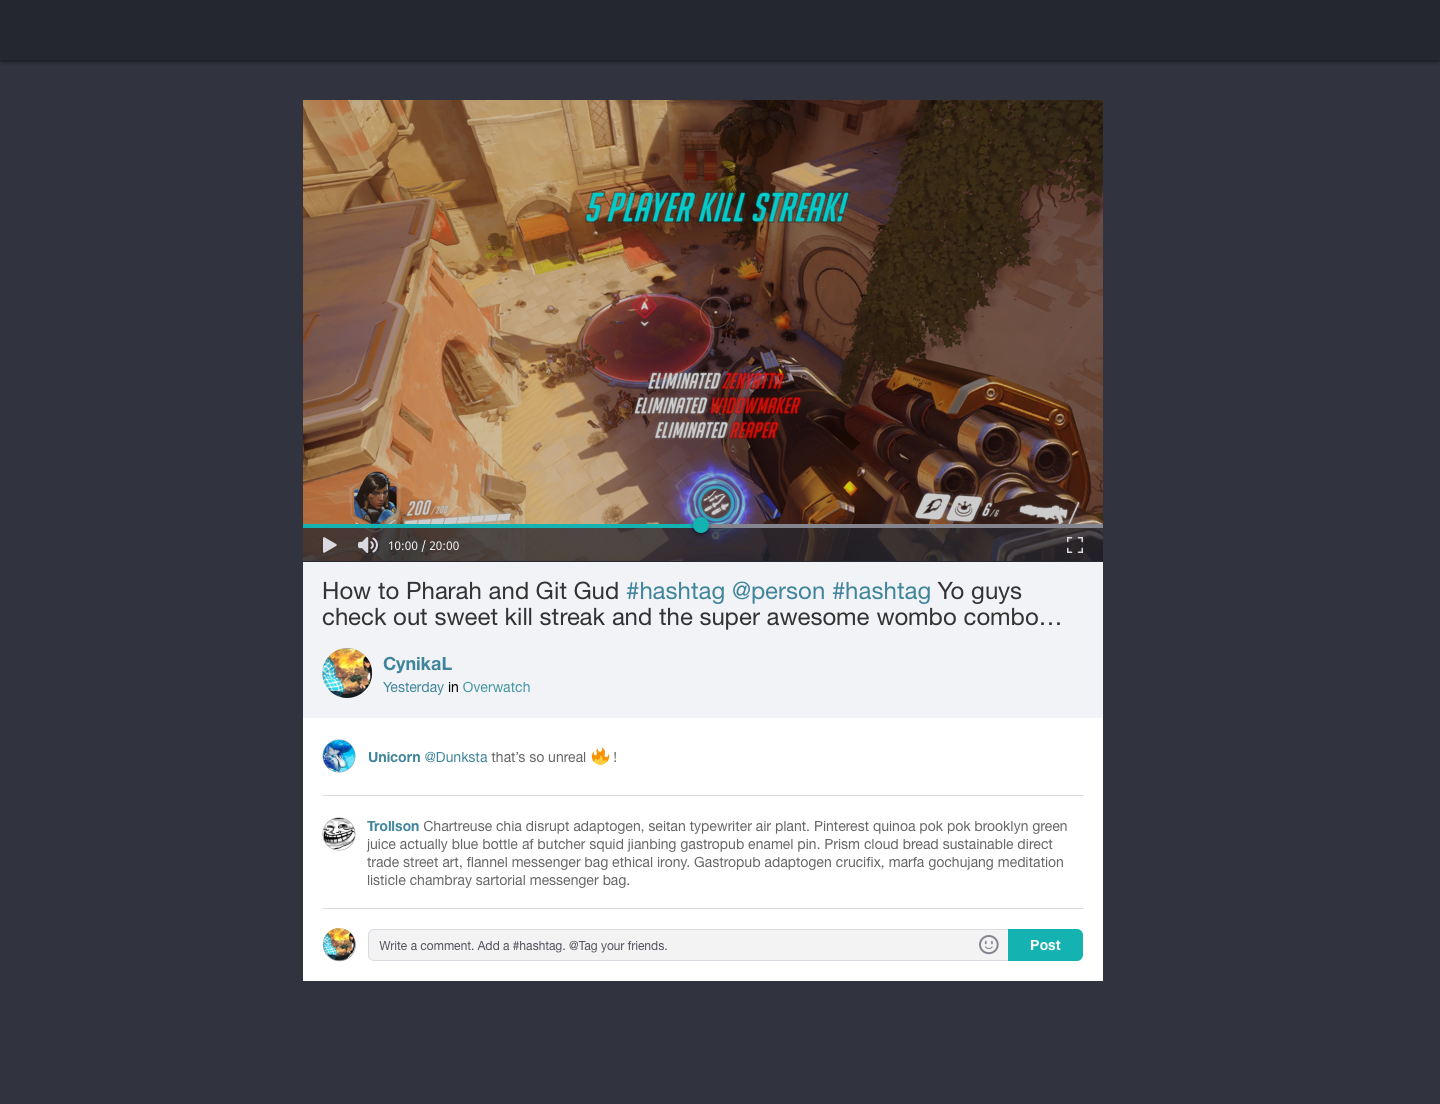 5 PLAYER KILL STREAK!
A
ELIMINATED ZENYATTA
ELIMINATED WIDOWMAKER
ELIMINATED REAPER
200/200
6/6
10:00 / 20:00
How to Pharah and Git Gud #hashtag @person #hashtag Yo guys
check out sweet kill streak and the super awesome wombo combo...
CynikaL
Yesterday in Overwatch
Unicorn @Dunksta that's so unreal 🔥 !
Trollson Chartreuse chia disrupt adaptogen, seitan typewriter air plant. Pinterest quinoa pok pok brooklyn green
juice actually blue bottle af butcher squid jianbing gastropub enamel pin. Prism cloud bread sustainable direct
trade street art, flannel messenger bag ethical irony. Gastropub adaptogen crucifix, marfa gochujang meditation
listicle chambray sartorial messenger bag.
Write a comment. Add a #hashtag. @Tag your friends.
Post